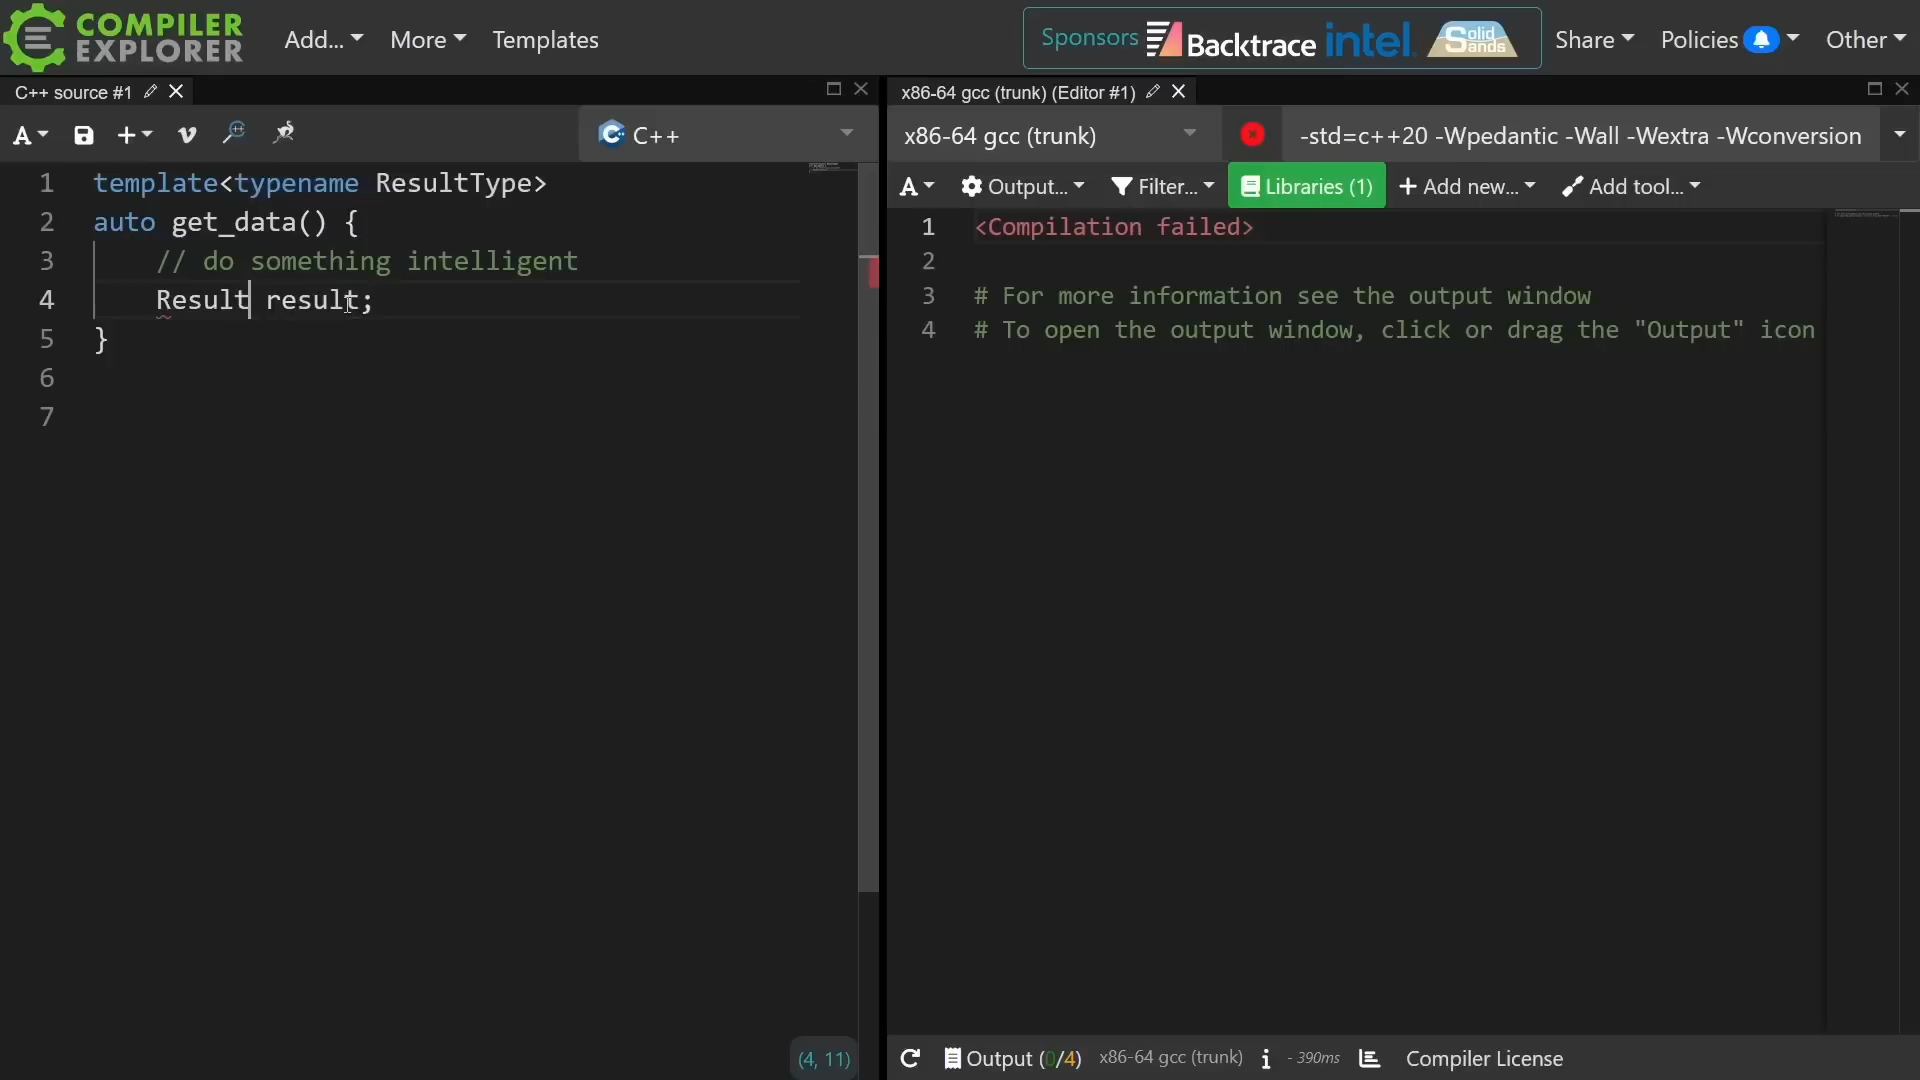 COMPILER
EXPLORER
Add...
More
Templates
Sponsors
Backtrace
intel
Solid
Sands
Share
Policies
Other
C++ source #1
x86-64 gcc (trunk) (Editor #1)
A
C++
x86-64 gcc (trunk)
-std=c++20 -Wpedantic -Wall -Wextra -Wconversion
A
Output...
Filter...
Libraries (1)
Add new...
Add tool...
1 template<typename ResultType>
2 auto get_data() {
3 // do something intelligent
4 Result result;
5 }
6
7
1 <Compilation failed>
2
3 # For more information see the output window
4 # To open the output window, click or drag the "Output" icon
(4, 11)
Output (0/4)
x86-64 gcc (trunk)
- 390ms
Compiler License